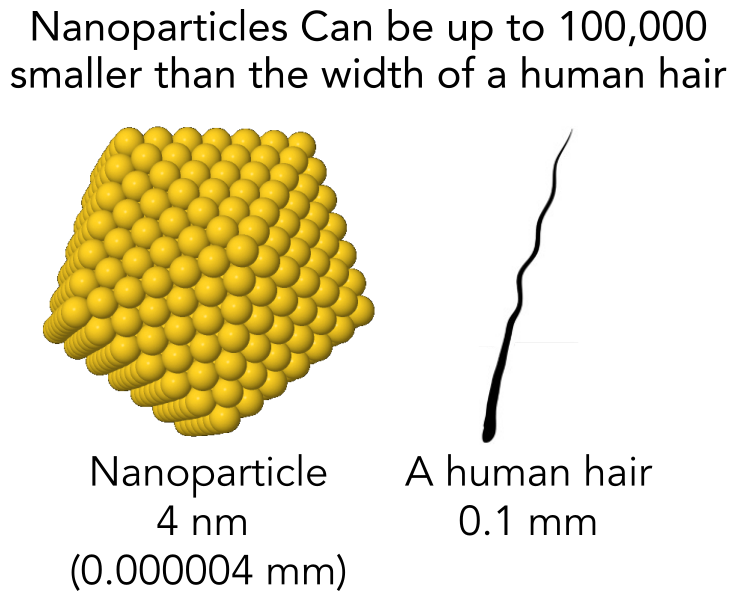 Nanoparticles Can be up to 100,000
smaller than the width of a human hair
Nanoparticle
4 nm
(0.000004 mm)
A human hair
0.1 mm